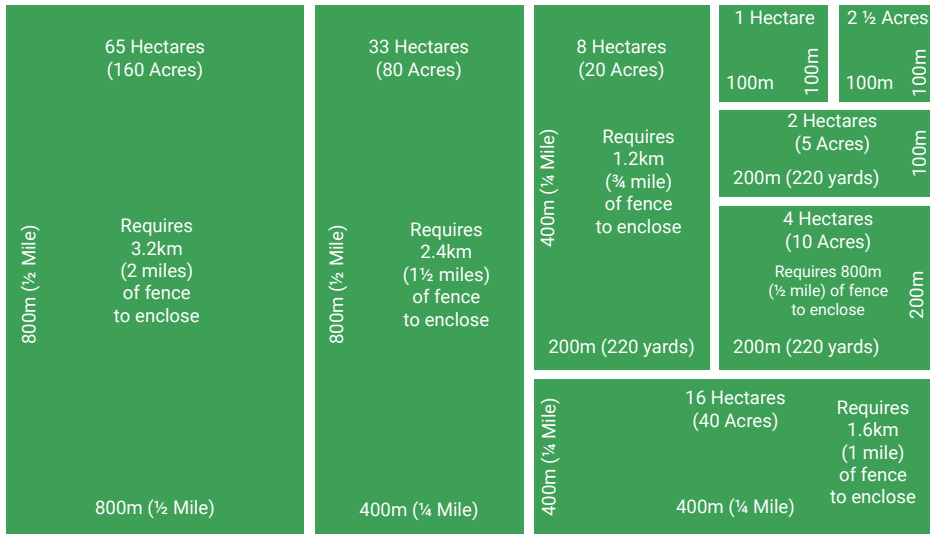 65 Hectares
(160 Acres)
800m (½ Mile)
Requires
3.2km
(2 miles)
of fence
to enclose
800m (½ Mile)
33 Hectares
(80 Acres)
800m (½ Mile)
Requires
2.4km
(1½ miles)
of fence
to enclose
400m (¼ Mile)
8 Hectares
(20 Acres)
400m (¼ Mile)
Requires
1.2km
(¾ mile)
of fence
to enclose
200m (220 yards)
1 Hectare
100m
100m
2 ½ Acres
100m
100m
2 Hectares
(5 Acres)
100m
200m (220 yards)
4 Hectares
(10 Acres)
Requires 800m
(½ mile) of fence
to enclose
200m
200m (220 yards)
16 Hectares
(40 Acres)
400m (¼ Mile)
Requires
1.6km
(1 mile)
of fence
to enclose
400m (¼ Mile)